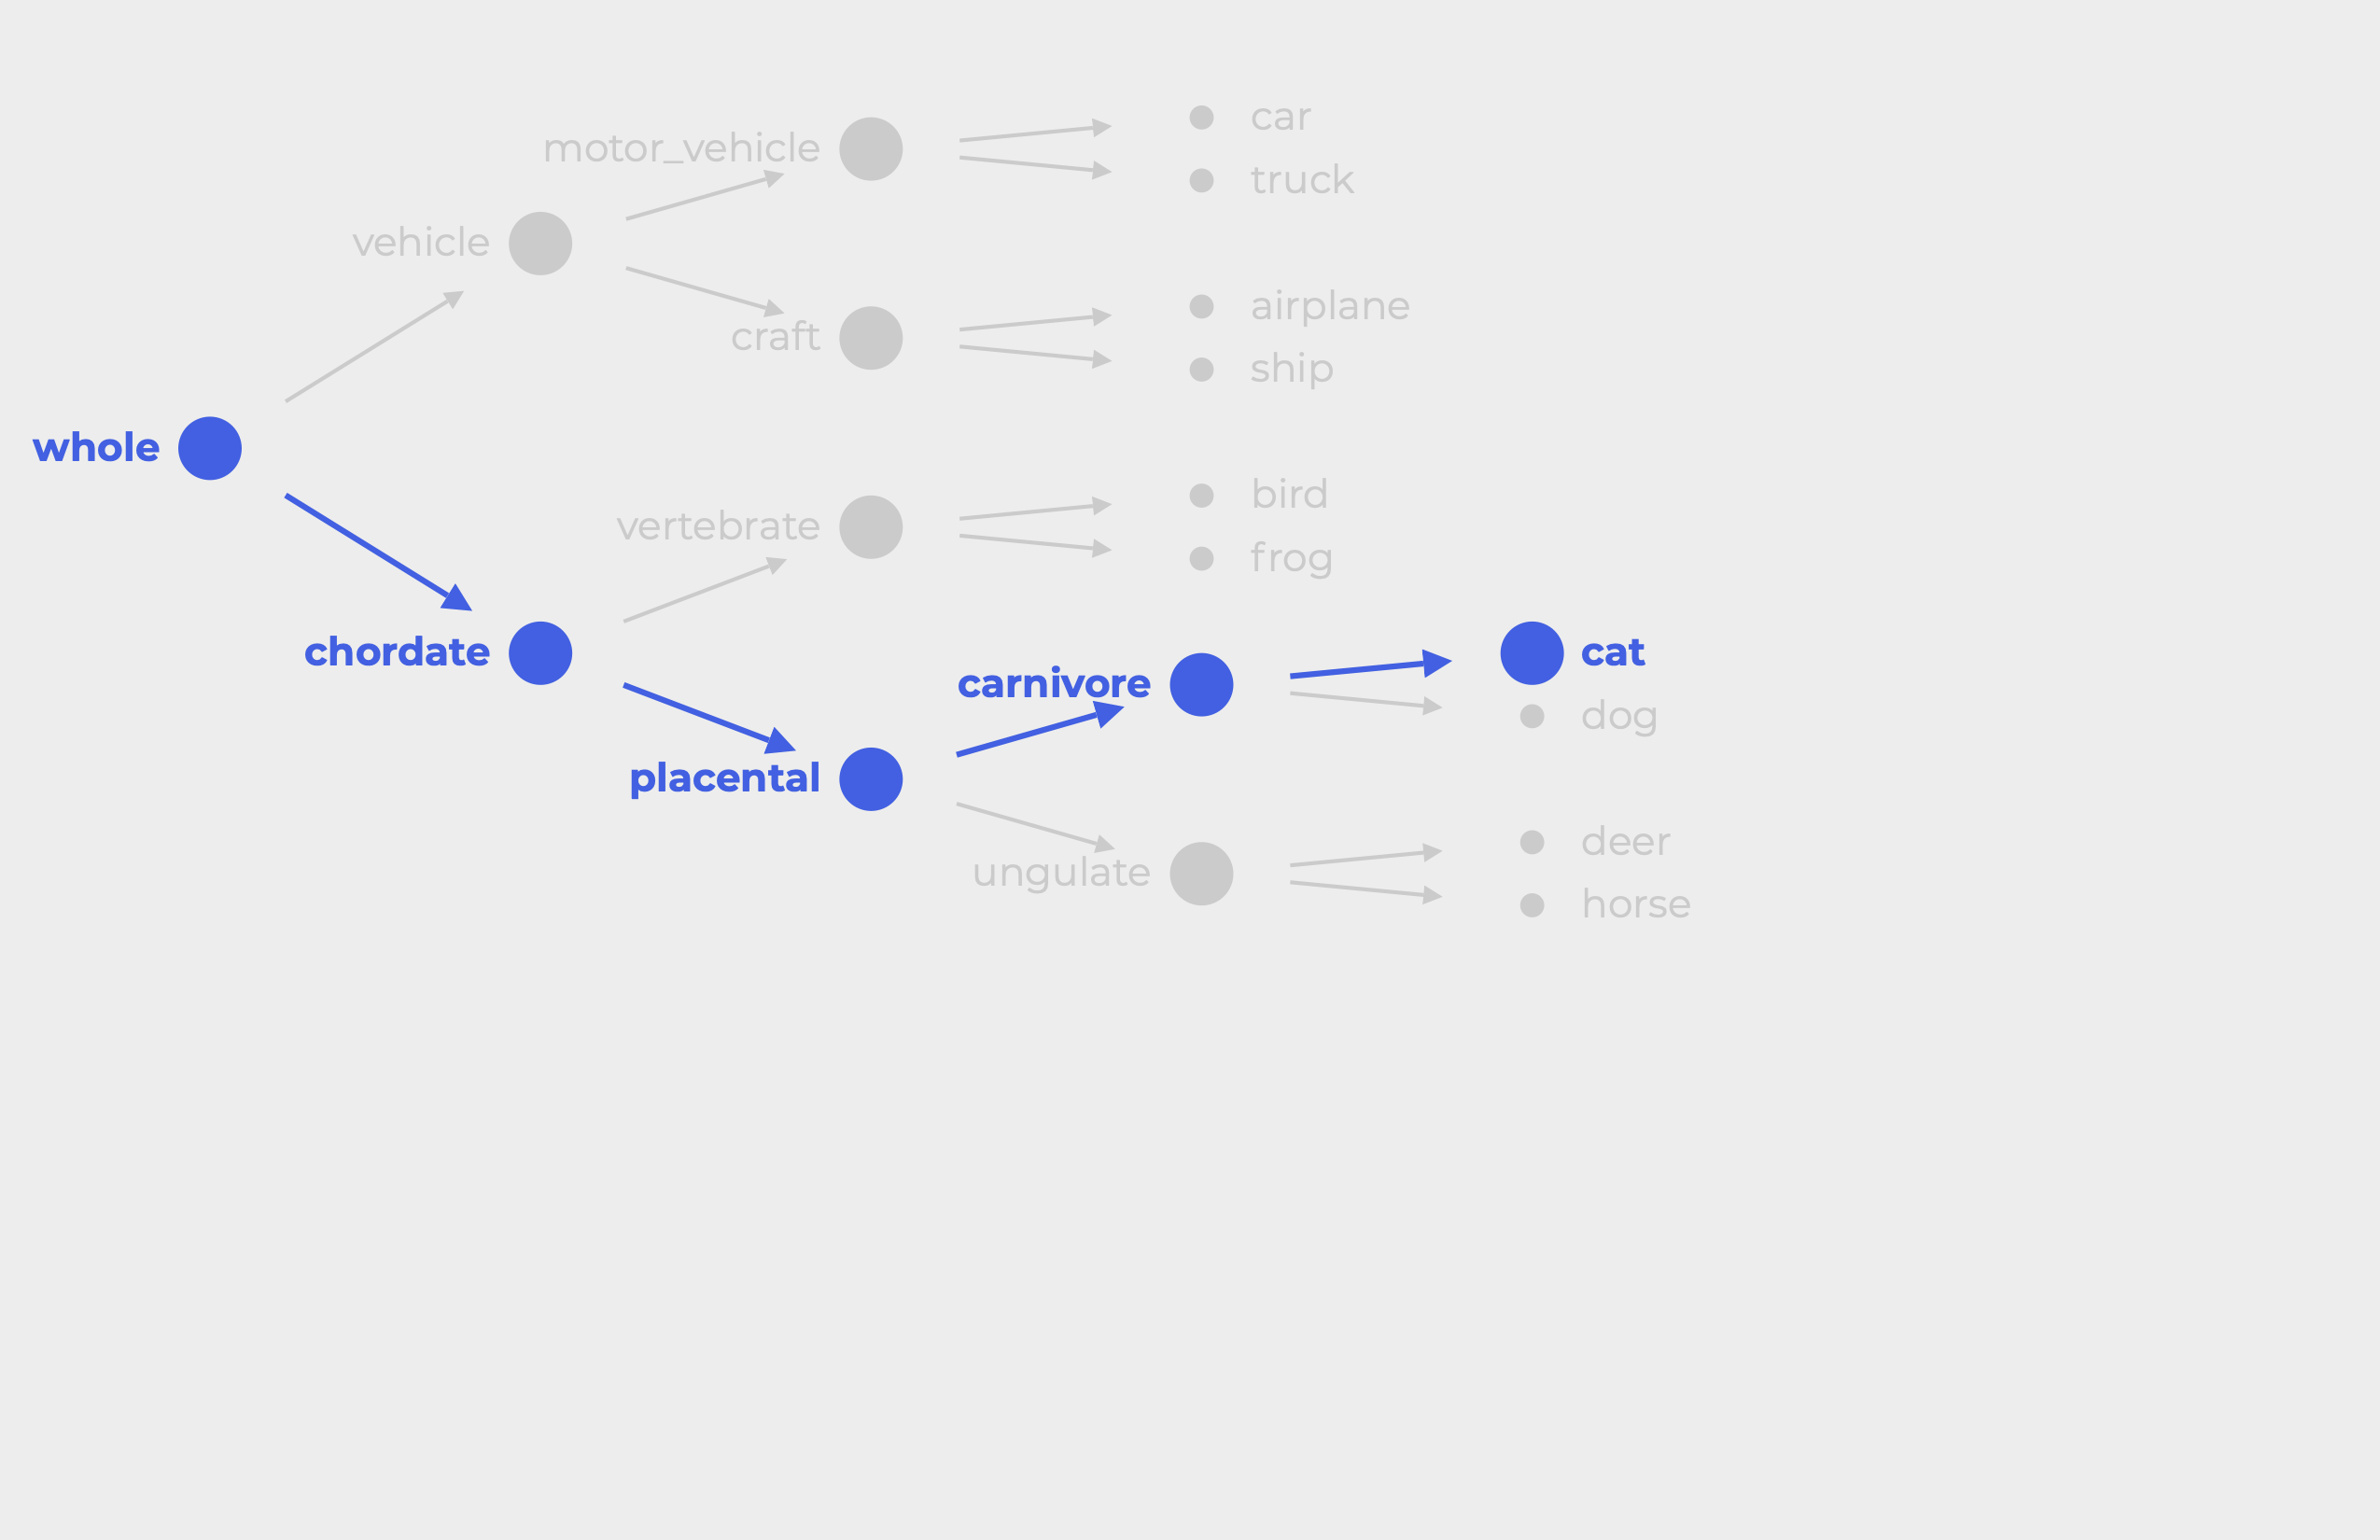 car
motor_vehicle
truck
vehicle
airplane
craft
ship
whole
bird
vertebrate
frog
chordate
cat
carnivore
dog
placental
deer
ungulate
horse